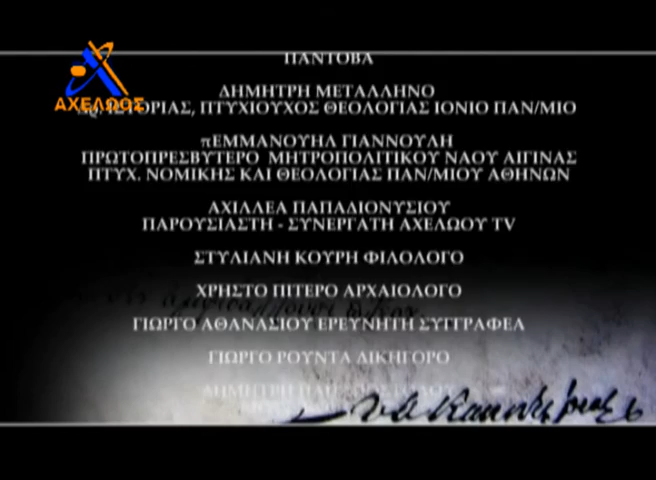 ΠΑΝΤΟΒΑ
ΑΧΕΛΩΟΣ
ΔΗΜΗΤΡΗ ΜΕΤΑΛΛΗΝΟ
ΙΣΤΟΡΙΑΣ, ΠΤΥΧΙΟΥΧΟΣ ΘΕΟΛΟΓΙΑΣ ΙΟΝΙΟ ΠΑΝ/ΜΙΟ
πΕΜΜΑΝΟΥΗΛ ΓΙΑΝΝΟΥΛΗ
ΠΡΩΤΟΠΡΕΣΒΥΤΕΡΟ ΜΗΤΡΟΠΟΛΙΤΙΚΟΥ ΝΑΟΥ ΑΙΓΙΝΑΣ
ΠΤΥΧ. ΝΟΜΙΚΗΣ ΚΑΙ ΘΕΟΛΟΓΙΑΣ ΠΑΝ/ΜΙΟΥ ΑΘΗΝΩΝ
ΑΧΙΛΛΕΑ ΠΑΠΑΔΙΟΝΥΣΙΟΥ
ΠΑΡΟΥΣΙΑΣΤΗ - ΣΥΝΕΡΓΑΤΗ ΑΧΕΛΩΟΥ TV
ΣΤΥΛΙΑΝΗ ΚΟΥΡΗ ΦΙΛΟΛΟΓΟ
ΧΡΗΣΤΟ ΠΙΤΕΡΟ ΑΡΧΑΙΟΛΟΓΟ
ΓΙΩΡΓΟ ΑΘΑΝΑΣΙΟΥ ΕΡΕΥΝΗΤΗ ΣΥΓΓΡΑΦΕΑ
ΓΙΩΡΓΟ ΡΟΥΝΤΑ ΔΙΚΗΓΟΡΟ
ΔΗΜΗΤΡΗ